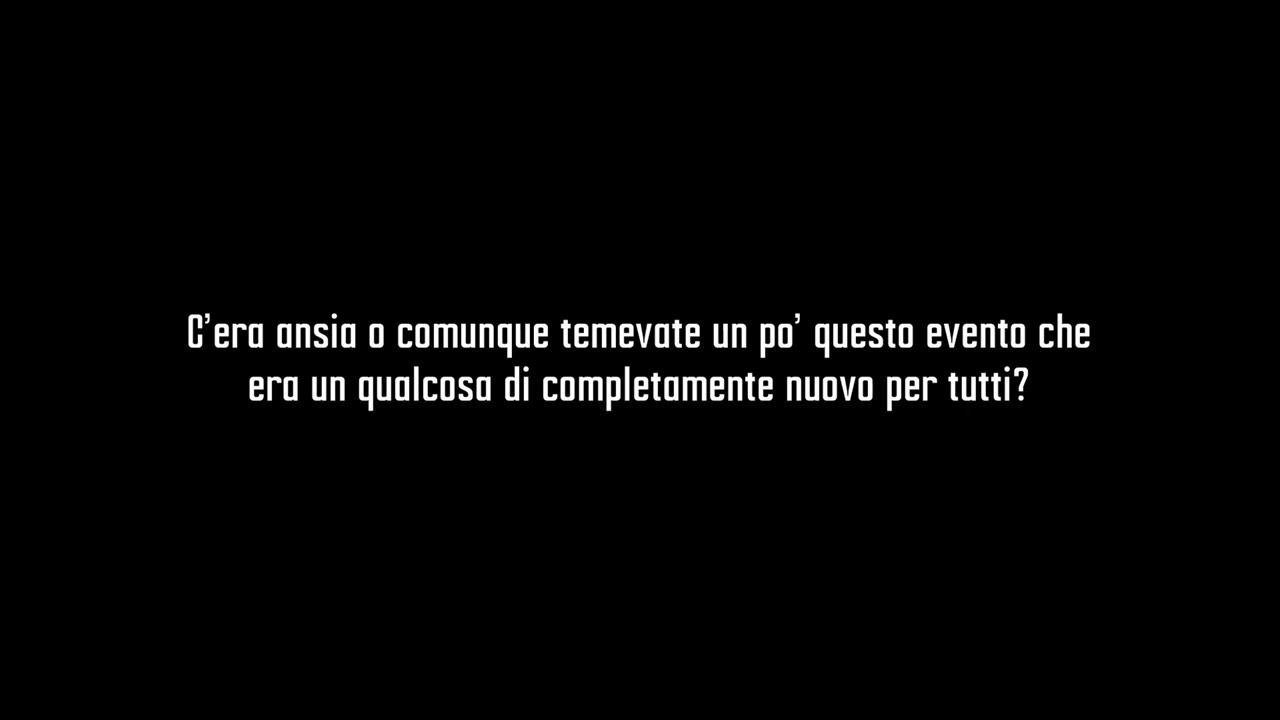 C’era ansia o comunque temevate un po’ questo evento che
era un qualcosa di completamente nuovo per tutti?